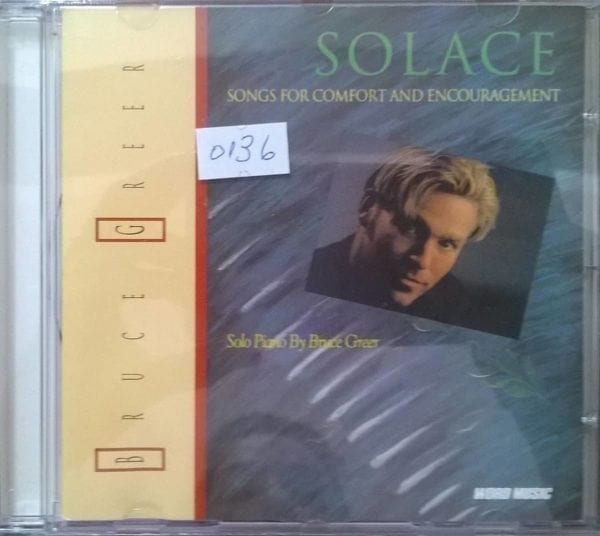 SOLACE
SONGS FOR COMFORT AND ENCOURAGEMENT
0136
BRUCE GREER
Solo Piano By Bruce Greer
WORD MUSIC